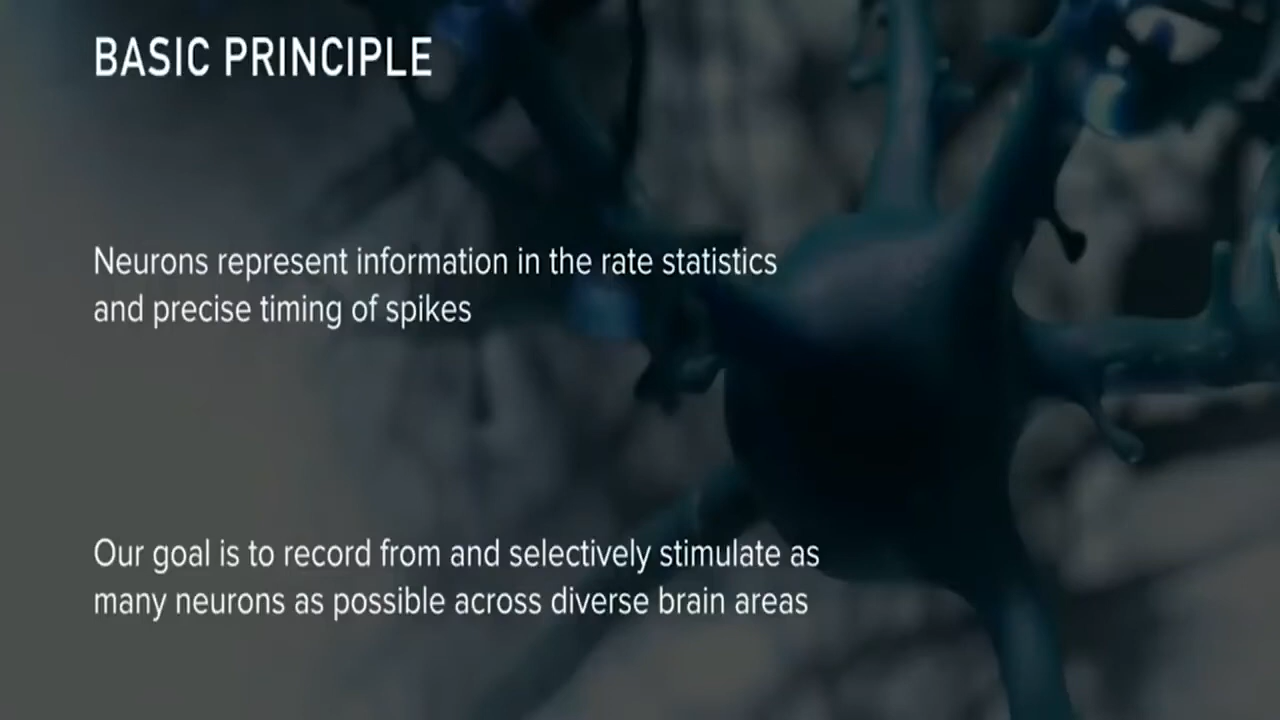 BASIC PRINCIPLE
Neurons represent information in the rate statistics
and precise timing of spikes
Our goal is to record from and selectively stimulate as
many neurons as possible across diverse brain areas